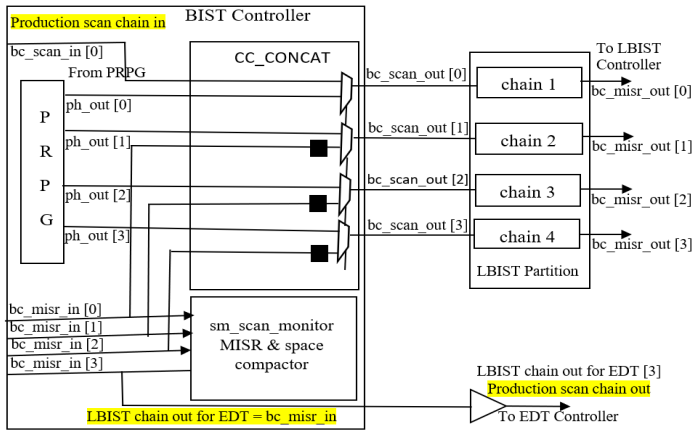 BIST Controller
Production scan chain in
bc_scan_in [0]
From PRPG
CC_CONCAT
P
R
P
G
ph_out [0]
ph_out [1]
ph_out [2]
ph_out [3]
bc_scan_out [0]
bc_scan_out [1]
bc_scan_out [2]
bc_scan_out [3]
chain 1
chain 2
chain 3
chain 4
LBIST Partition
To LBIST
Controller
bc_misr_out [0]
bc_misr_out [1]
bc_misr_out [2]
bc_misr_out [3]
bc_misr_in [0]
bc_misr_in [1]
bc_misr_in [2]
bc_misr_in [3]
sm_scan_monitor
MISR & space
compactor
LBIST chain out for EDT = bc_misr_in
LBIST chain out for EDT [3]
Production scan chain out
To EDT Controller